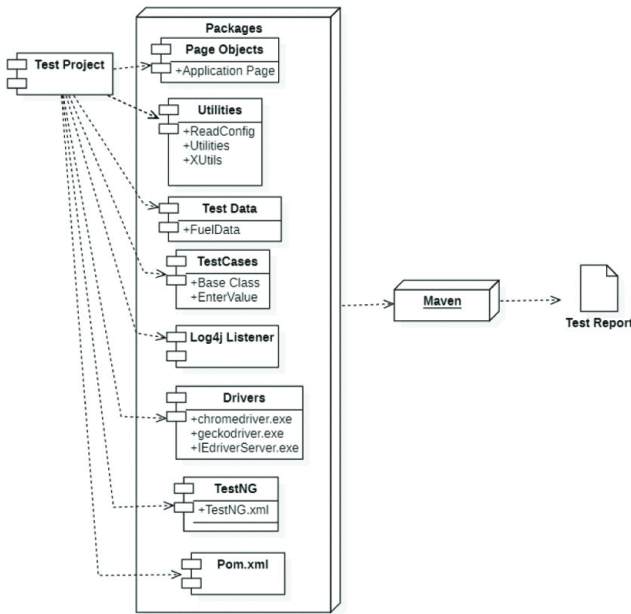 Packages
Test Project
Page Objects
+Application Page
Utilities
+ReadConfig
+Utilities
+XUtils
Test Data
+FuelData
TestCases
+Base Class
+EnterValue
Log4j Listener
Drivers
+chromedriver.exe
+geckodriver.exe
+IEdriverServer.exe
TestNG
+TestNG.xml
Pom.xml
Maven
Test Report